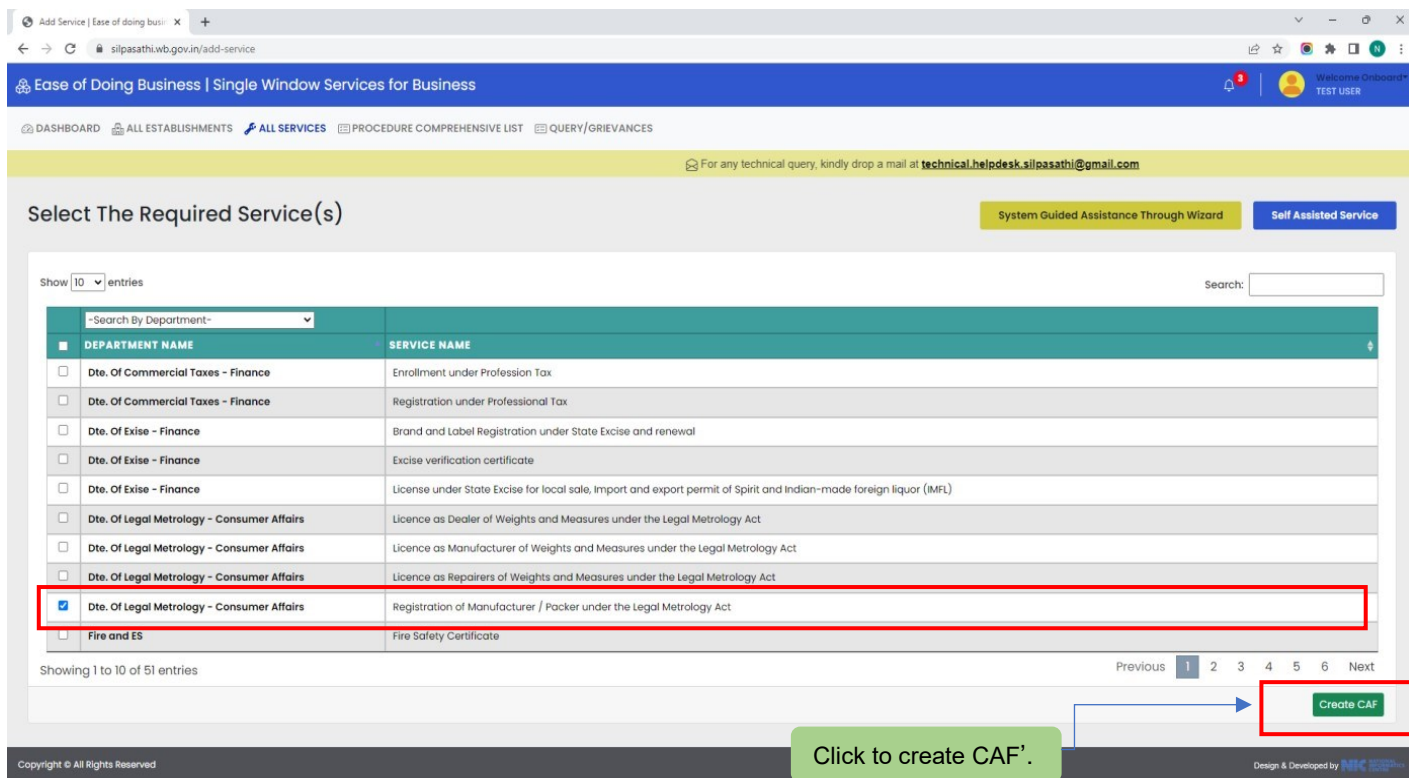 Add Service | Ease of doing busin
silpasathi.wb.gov.in/add-service
N
Ease of Doing Business | Single Window Services for Business
3
Welcome Onboard
TEST USER
DASHBOARD ALL ESTABLISHMENTS ALL SERVICES PROCEDURE COMPREHENSIVE LIST QUERY/GRIEVANCES
For any technical query, kindly drop a mail at technical.helpdesk.silpasathi@gmail.com
Select The Required Service(s)
System Guided Assistance Through Wizard
Self Assisted Service
Show 10 entries
Search:
-Search By Department-
DEPARTMENT NAME SERVICE NAME
Dte. Of Commercial Taxes - Finance Enrollment under Profession Tax
Dte. Of Commercial Taxes - Finance Registration under Professional Tax
Dte. Of Exise - Finance Brand and Label Registration under State Excise and renewal
Dte. Of Exise - Finance Excise verification certificate
Dte. Of Exise - Finance License under State Excise for local sale, Import and export permit of Spirit and Indian-made foreign liquor (IMFL)
Dte. Of Legal Metrology - Consumer Affairs Licence as Dealer of Weights and Measures under the Legal Metrology Act
Dte. Of Legal Metrology - Consumer Affairs Licence as Manufacturer of Weights and Measures under the Legal Metrology Act
Dte. Of Legal Metrology - Consumer Affairs Licence as Repairers of Weights and Measures under the Legal Metrology Act
Dte. Of Legal Metrology - Consumer Affairs Registration of Manufacturer / Packer under the Legal Metrology Act
Fire and ES Fire Safety Certificate
Showing 1 to 10 of 51 entries
Previous 1 2 3 4 5 6 Next
Create CAF
Click to create CAF’.
Copyright © All Rights Reserved
Design & Developed by NIC